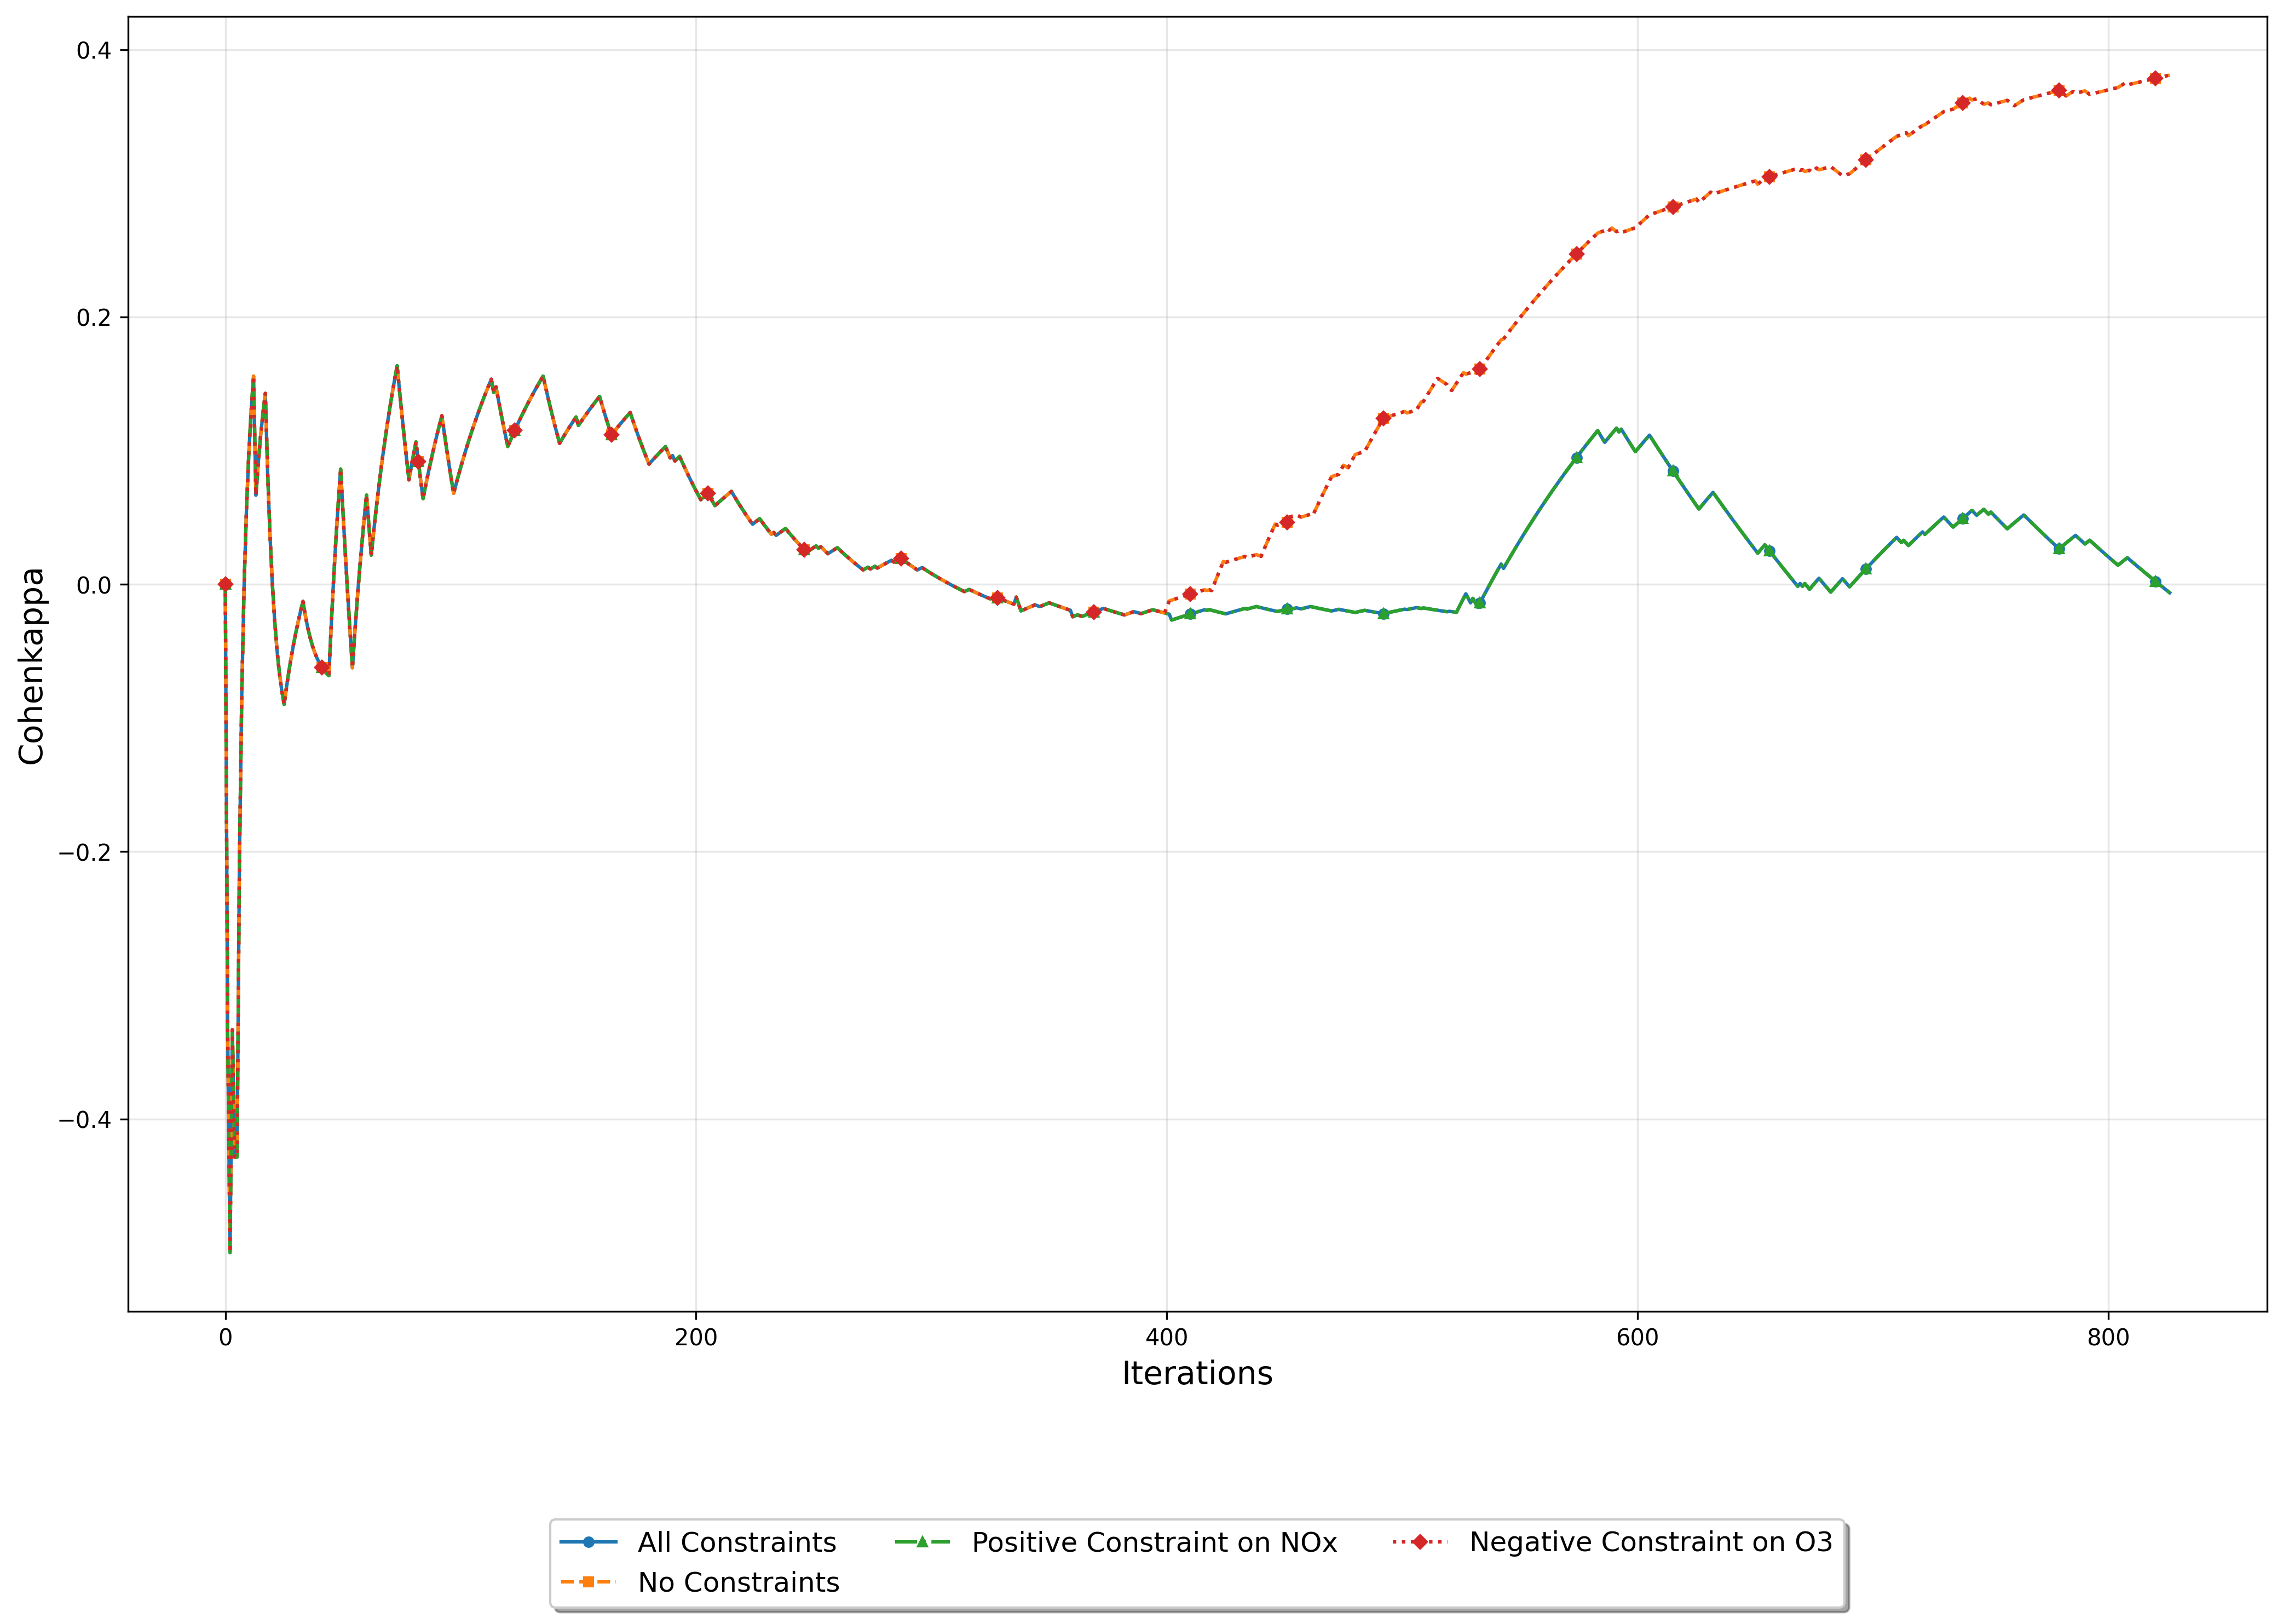 0.4
0.2
0.0
−0.2
−0.4
Cohenkappa
0 200 400 600 800
Iterations
All Constraints
No Constraints
Positive Constraint on NOx
Negative Constraint on O3